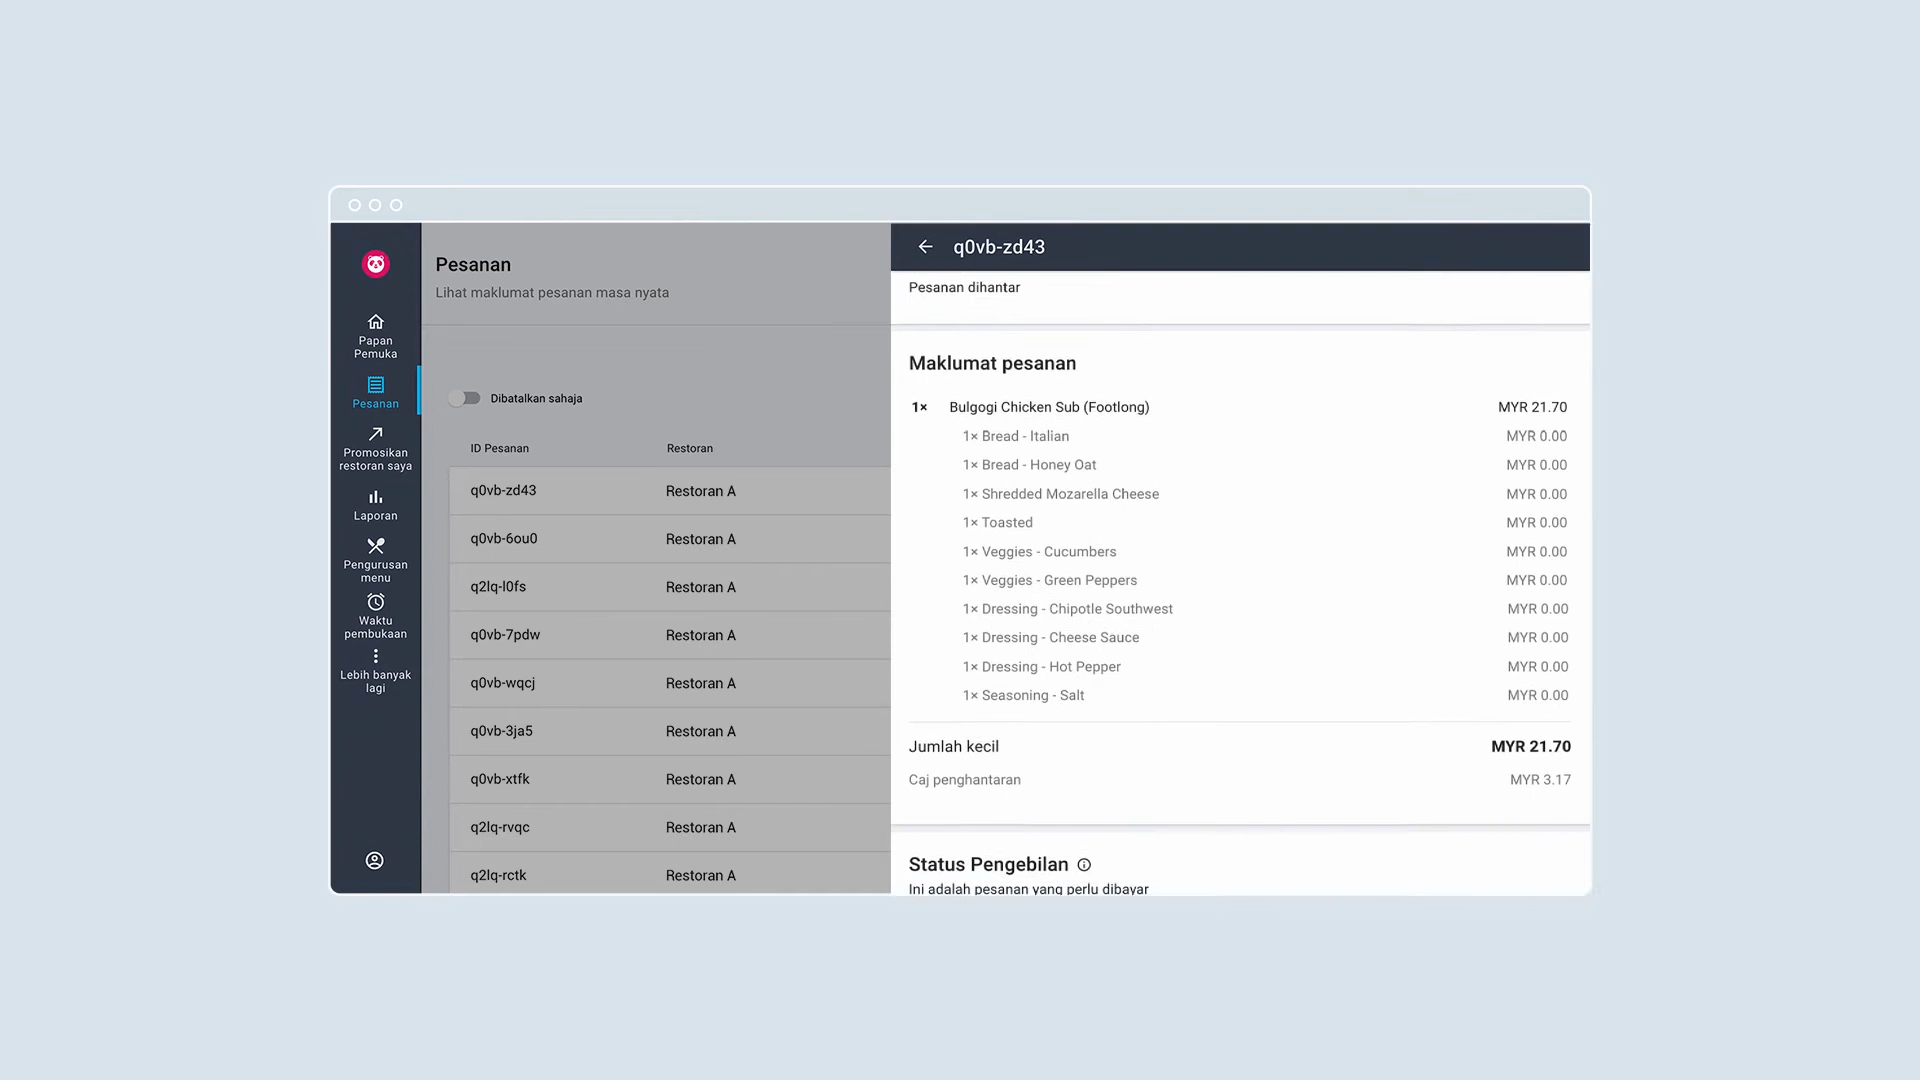 Papan
Pemuka
Pesanan
Promosikan
restoran saya
Laporan
Pengurusan
menu
Waktu
pembukaan
Lebih banyak
lagi
Pesanan
Lihat maklumat pesanan masa nyata
Dibatalkan sahaja
ID Pesanan Restoran
q0vb-zd43 Restoran A
q0vb-6ou0 Restoran A
q2lq-l0fs Restoran A
q0vb-7pdw Restoran A
q0vb-wqcj Restoran A
q0vb-3ja5 Restoran A
q0vb-xtfk Restoran A
q2lq-rvqc Restoran A
q2lq-rctk Restoran A
q0vb-zd43
Pesanan dihantar
Maklumat pesanan
1× Bulgogi Chicken Sub (Footlong) MYR 21.70
1× Bread - Italian MYR 0.00
1× Bread - Honey Oat MYR 0.00
1× Shredded Mozarella Cheese MYR 0.00
1× Toasted MYR 0.00
1× Veggies - Cucumbers MYR 0.00
1× Veggies - Green Peppers MYR 0.00
1× Dressing - Chipotle Southwest MYR 0.00
1× Dressing - Cheese Sauce MYR 0.00
1× Dressing - Hot Pepper MYR 0.00
1× Seasoning - Salt MYR 0.00
Jumlah kecil MYR 21.70
Caj penghantaran MYR 3.17
Status Pengebilan
Ini adalah pesanan yang perlu dibayar